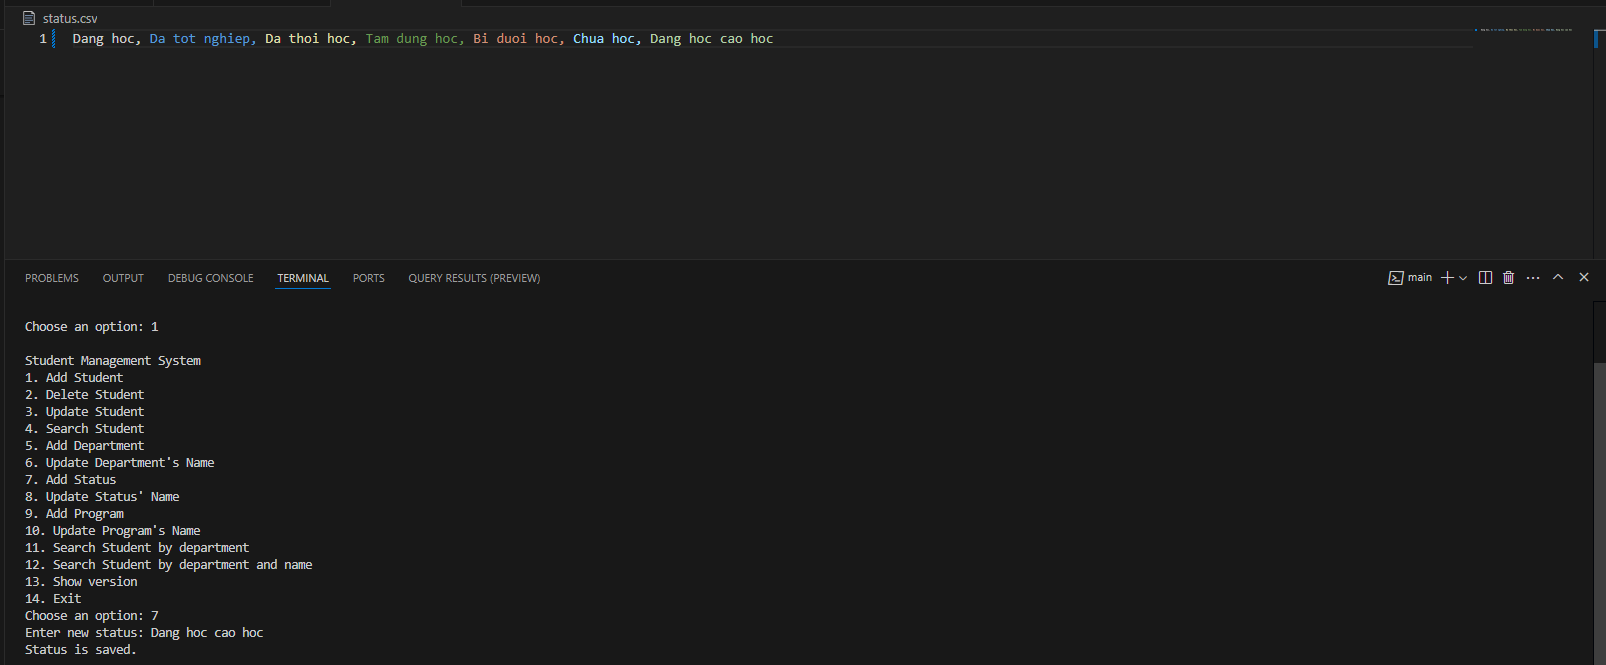 status.csv
1 Dang hoc, Da tot nghiep, Da thoi hoc, Tam dung hoc, Bi duoi hoc, Chua hoc, Dang hoc cao hoc
PROBLEMS OUTPUT DEBUG CONSOLE TERMINAL PORTS QUERY RESULTS (PREVIEW) main
Choose an option: 1
Student Management System
1. Add Student
2. Delete Student
3. Update Student
4. Search Student
5. Add Department
6. Update Department's Name
7. Add Status
8. Update Status' Name
9. Add Program
10. Update Program's Name
11. Search Student by department
12. Search Student by department and name
13. Show version
14. Exit
Choose an option: 7
Enter new status: Dang hoc cao hoc
Status is saved.